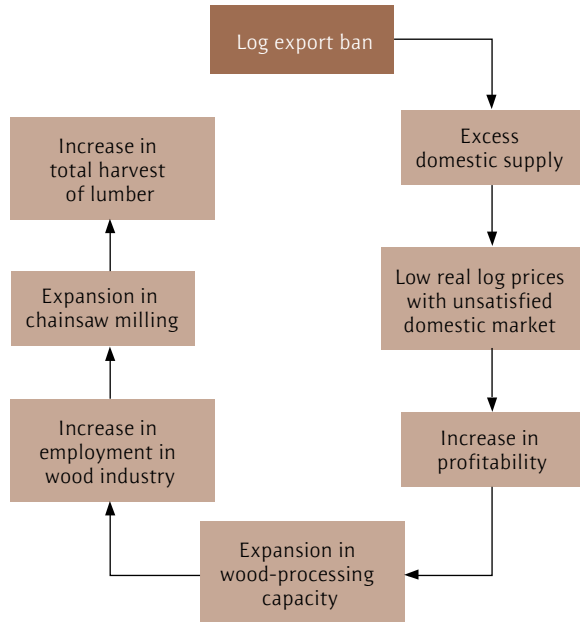 Log export ban
Excess
domestic supply
Low real log prices
with unsatisfied
domestic market
Increase in
profitability
Expansion in
wood-processing
capacity
Increase in
employment in
wood industry
Expansion in
chainsaw milling
Increase in
total harvest
of lumber